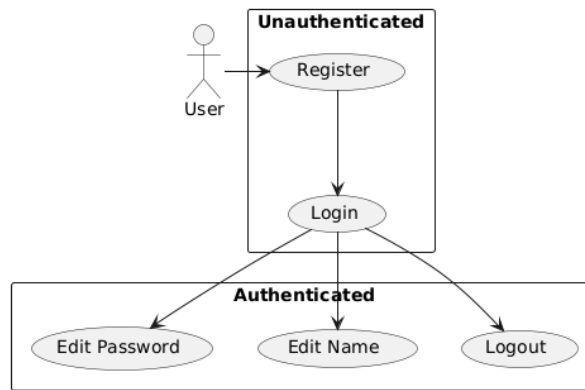 Unauthenticated
Register
User
Login
Authenticated
Edit Password
Edit Name
Logout